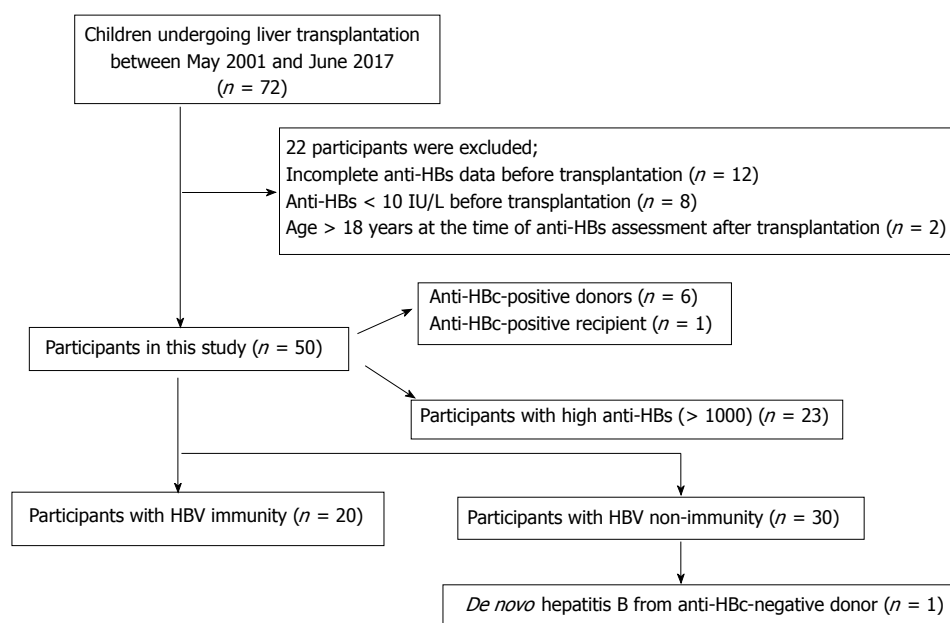 Children undergoing liver transplantation
between May 2001 and June 2017
(n = 72)
22 participants were excluded;
Incomplete anti-HBs data before transplantation (n = 12)
Anti-HBs < 10 IU/L before transplantation (n = 8)
Age > 18 years at the time of anti-HBs assessment after transplantation (n = 2)
Anti-HBc-positive donors (n = 6)
Anti-HBc-positive recipient (n = 1)
Participants in this study (n = 50)
Participants with high anti-HBs (> 1000) (n = 23)
Participants with HBV immunity (n = 20)
Participants with HBV non-immunity (n = 30)
De novo hepatitis B from anti-HBc-negative donor (n = 1)